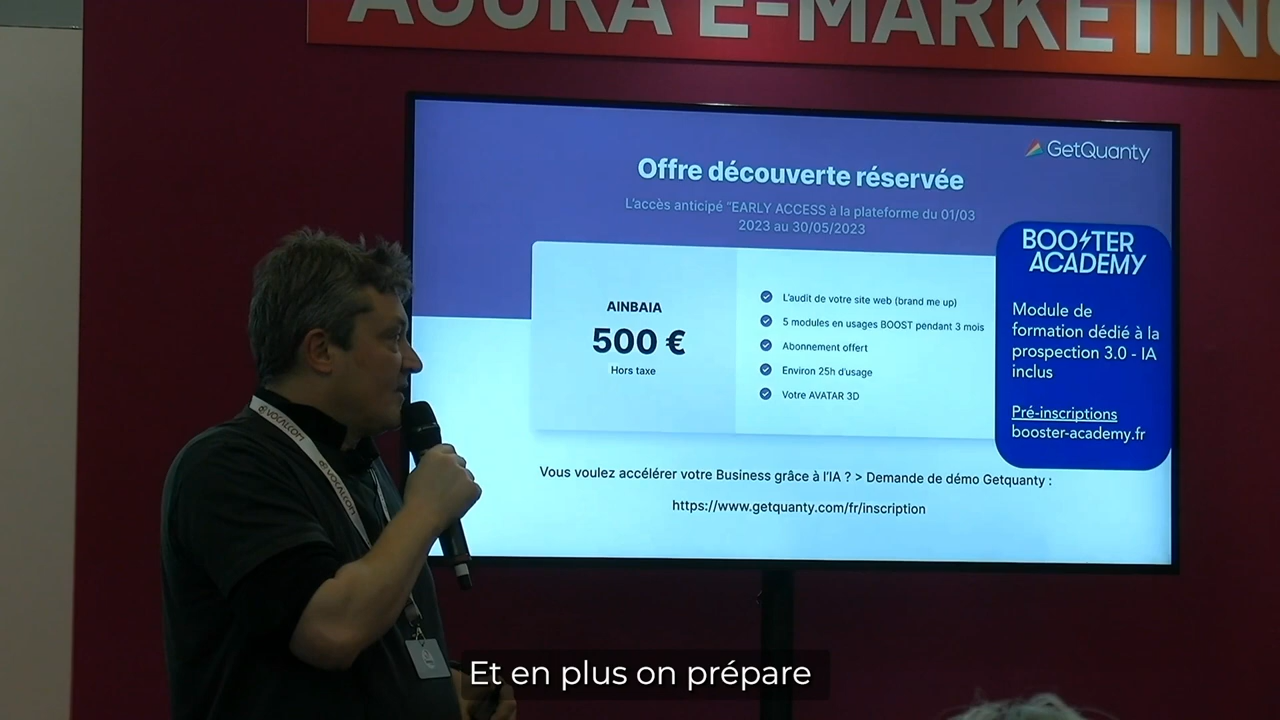 AGORA E-MARKETING
GetQuanty
Offre découverte réservée
L'accès anticipé "EARLY ACCESS à la plateforme du 01/03
2023 au 30/05/2023
AINBAIA
500 €
Hors taxe
L'audit de votre site web (brand me up)
5 modules en usages BOOST pendant 3 mois
Abonnement offert
Environ 25h d'usage
Votre AVATAR 3D
BOOSTER
ACADEMY
Module de
formation dédié à la
prospection 3.0 - IA
inclus
Pré-inscriptions
booster-academy.fr
Vous voulez accélérer votre Business grâce à l'IA ? > Demande de démo Getquanty :
https://www.getquanty.com/fr/inscription
VOCALCOM
VOCALCOM
Et en plus on prépare